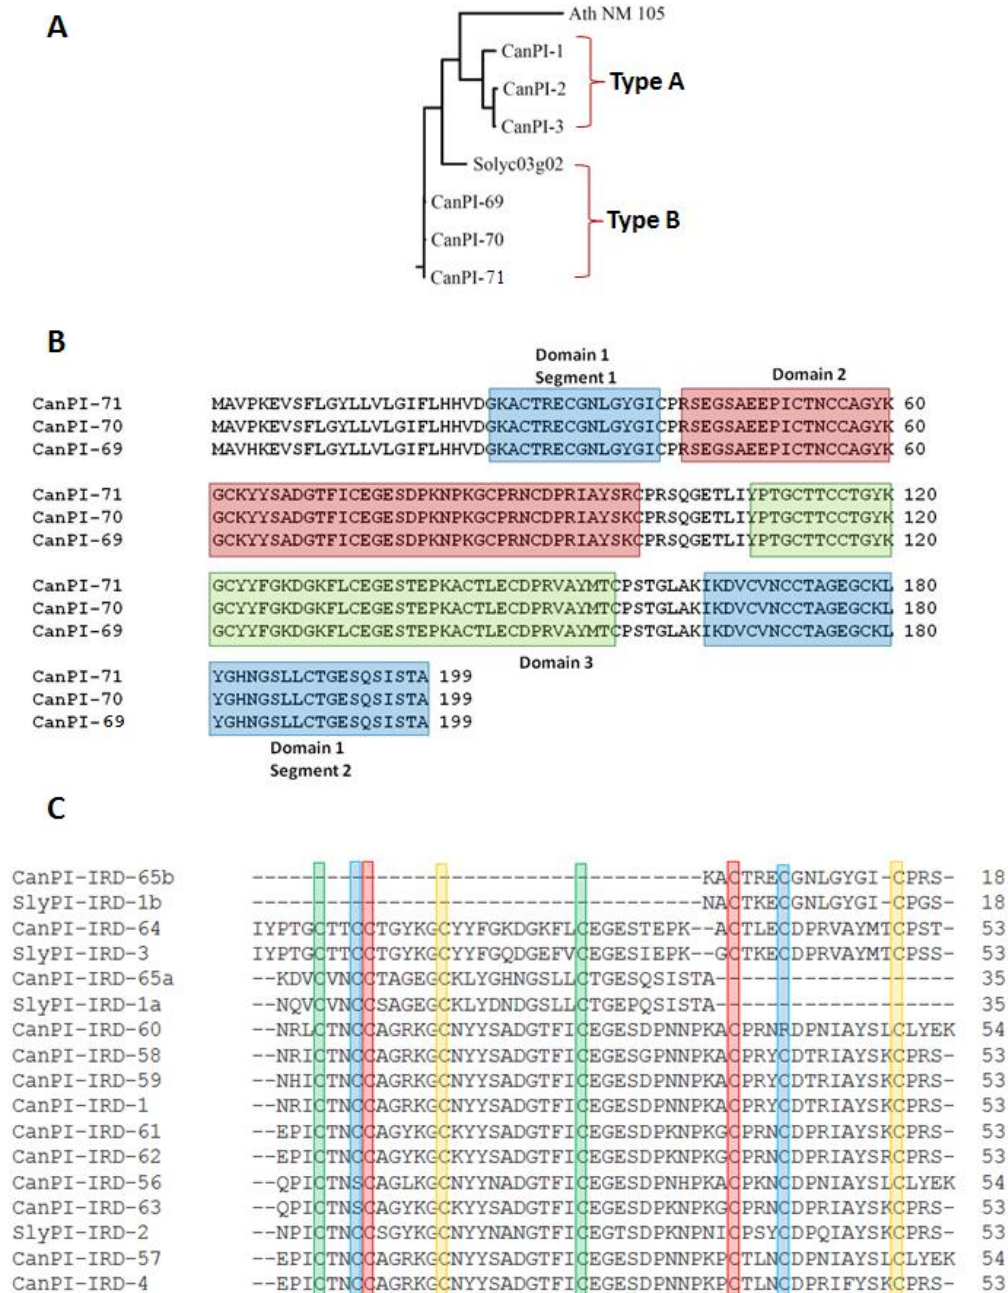 A
Ath NM 105
CanPI-1
CanPI-2
Type A
CanPI-3
Solyc03g02
CanPI-69
Type B
CanPI-70
CanPI-71
B
Domain 1
Segment 1
Domain 2
CanPI-71 MAVPKEVSFLGYLLVLGIFLHHVDGKACTRECGNLGYGICPRSEGSAEEPICTNCCAGYK 60
CanPI-70 MAVPKEVSFLGYLLVLGIFLHHVDGKACTRECGNLGYGICPRSEGSAEEPICTNCCAGYK 60
CanPI-69 MAVHKEVSFLGYLLVLGIFLHHVDGKACTRECGNLGYGICPRSEGSAEEPICTNCCAGYK 60
CanPI-71 GCKYYSADGTFICEGESDPKNPKGCPRNCDPRIAYSRCPRSQGETLIYPTGCTTCCTGYK 120
CanPI-70 GCKYYSADGTFICEGESDPKNPKGCPRNCDPRIAYSKCPRSQGETLIYPTGCTTCCTGYK 120
CanPI-69 GCKYYSADGTFICEGESDPKNPKGCPRNCDPRIAYSKCPRSQGETLIYPTGCTTCCTGYK 120
CanPI-71 GCYYFGKDGKFLCEGESTEPKACTLECDPRVAYMTCPSTGLAKIKDVCVNCCTAGEGCKL 180
CanPI-70 GCYYFGKDGKFLCEGESTEPKACTLECDPRVAYMTCPSTGLAKIKDVCVNCCTAGEGCKL 180
CanPI-69 GCYYFGKDGKFLCEGESTEPKACTLECDPRVAYMTCPSTGLAKIKDVCVNCCTAGEGCKL 180
Domain 3
CanPI-71 YGHNGSLLCTGESQSISTA 199
CanPI-70 YGHNGSLLCTGESQSISTA 199
CanPI-69 YGHNGSLLCTGESQSISTA 199
Domain 1
Segment 2
C
CanPI-IRD-65b --------------------------------------KACTRECGNLGYGI-CPRS- 18
SlyPI-IRD-1b --------------------------------------NACTKECGNLGYGI-CPGS- 18
CanPI-IRD-64 IYPTGCTTCCTGYKGCYYFGKDGKFLCEGESTEPK--ACTLECDPRVAYMTCPST- 53
SlyPI-IRD-3 IYPTGCTTCCTGYKGCYYFGQDGEFVCEGESIEPK--GCTKECDPRVAYMTCPSS- 53
CanPI-IRD-65a --KDVCVNCCTAGEGCKLYGHNGSLLCTGESQSISTA-------------------- 35
SlyPI-IRD-1a --NQVCVNCCSAGEGCKLYDNDGSLLCTGEPQSISTA-------------------- 35
CanPI-IRD-60 --NRLCTNCCAGRKGCNYYSADGTFICEGESDPNNPKACPRNRDPNIAYSLCLYEK 54
CanPI-IRD-58 --NRICTNCCAGRKGCNYYSADGTFICEGESGPNNPKACPRYCDTRIAYSKCPRS- 53
CanPI-IRD-59 --NHICTNCCAGRKGCNYYSADGTFICEGESDPNNPKACPRYCDTRIAYSKCPRS- 53
CanPI-IRD-1 --NRICTNCCAGRKGCNYYSADGTFICEGESDPNNPKACPRYCDTRIAYSKCPRS- 53
CanPI-IRD-61 --EPICTNCCAGYKGCKYYSADGTFICEGESDPKNPKGCPRNCDPRIAYSKCPRS- 53
CanPI-IRD-62 --EPICTNCCAGYKGCKYYSADGTFICEGESDPKNPKGCPRNCDPRIAYSRCPRS- 53
CanPI-IRD-56 --QPICTNSCAGLKGCNYYNADGTFICEGESDPNHPKACPKNCDPNIAYSLCLYEK 54
CanPI-IRD-63 --QPICTNSCAGYKGCNYYSADGTFICEGESDPKNPKGCPRNCDPRIAYSKCPRS- 53
SlyPI-IRD-2 --NPICTNCCSGYKGCNYYNANGTFICEGTSDPKNPNICPSYCDPQIAYSKCPRS- 53
CanPI-IRD-57 --EPICTNCCAGRKGCNYYSADGTFICEGESDPNNPKPCTLNCDPNIAYSLCLYEK 54
CanPI-IRD-4 --EPICTNCCAGRKGCNYYSADGTFICEGESDPNNPKPCTLNCDPRIFYSKCPRS- 53